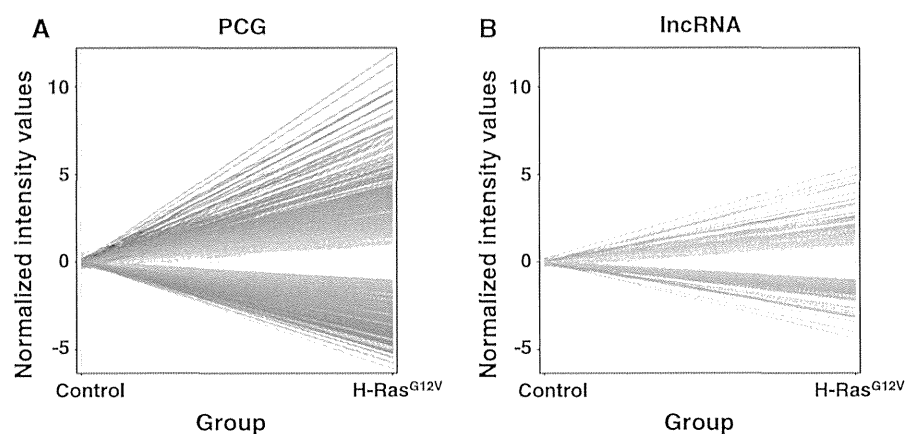 A
PCG
Normalized intensity values
10
5
0
-5
Control
H-Ras^G12V
Group
B
lncRNA
Normalized intensity values
10
5
0
-5
Control
H-Ras^G12V
Group